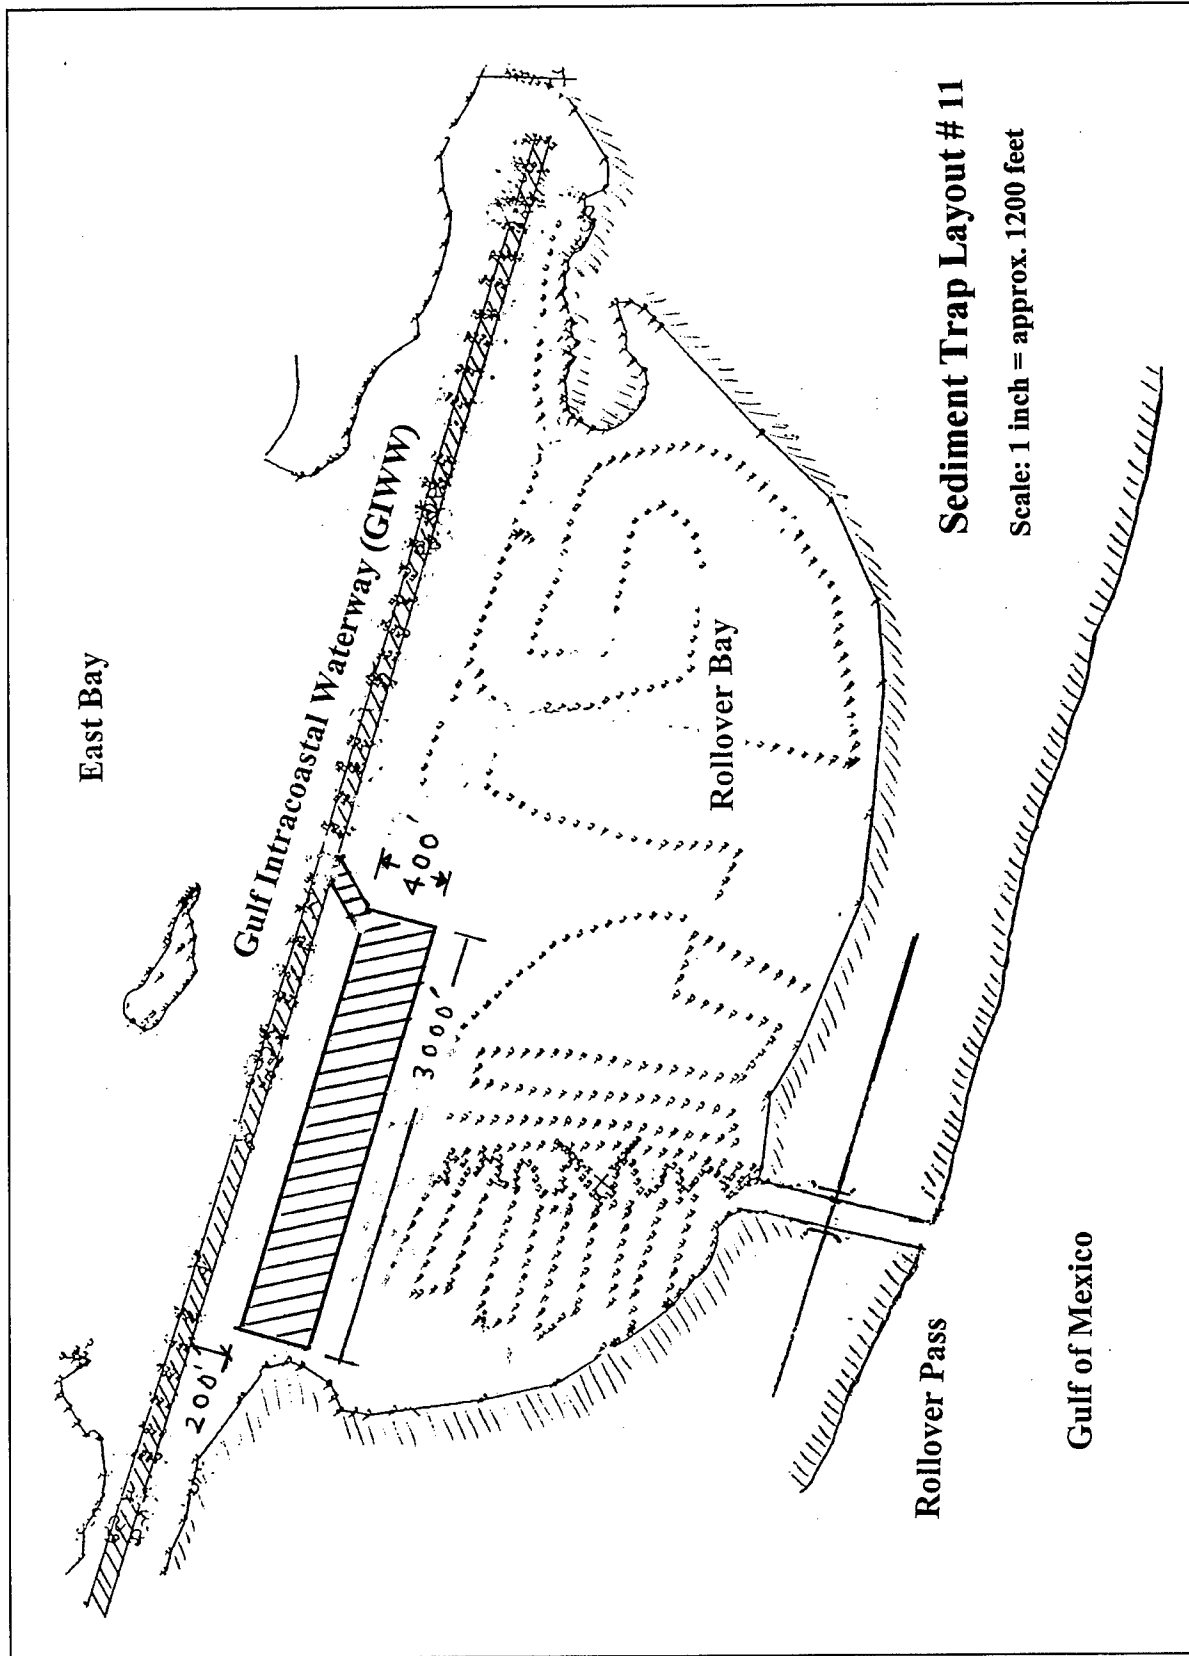 East Bay
Gulf Intracoastal Waterway (GIWW)
200'
400'
3000'
Rollover Bay
Sediment Trap Layout # 11
Scale: 1 inch = approx. 1200 feet
Rollover Pass
Gulf of Mexico